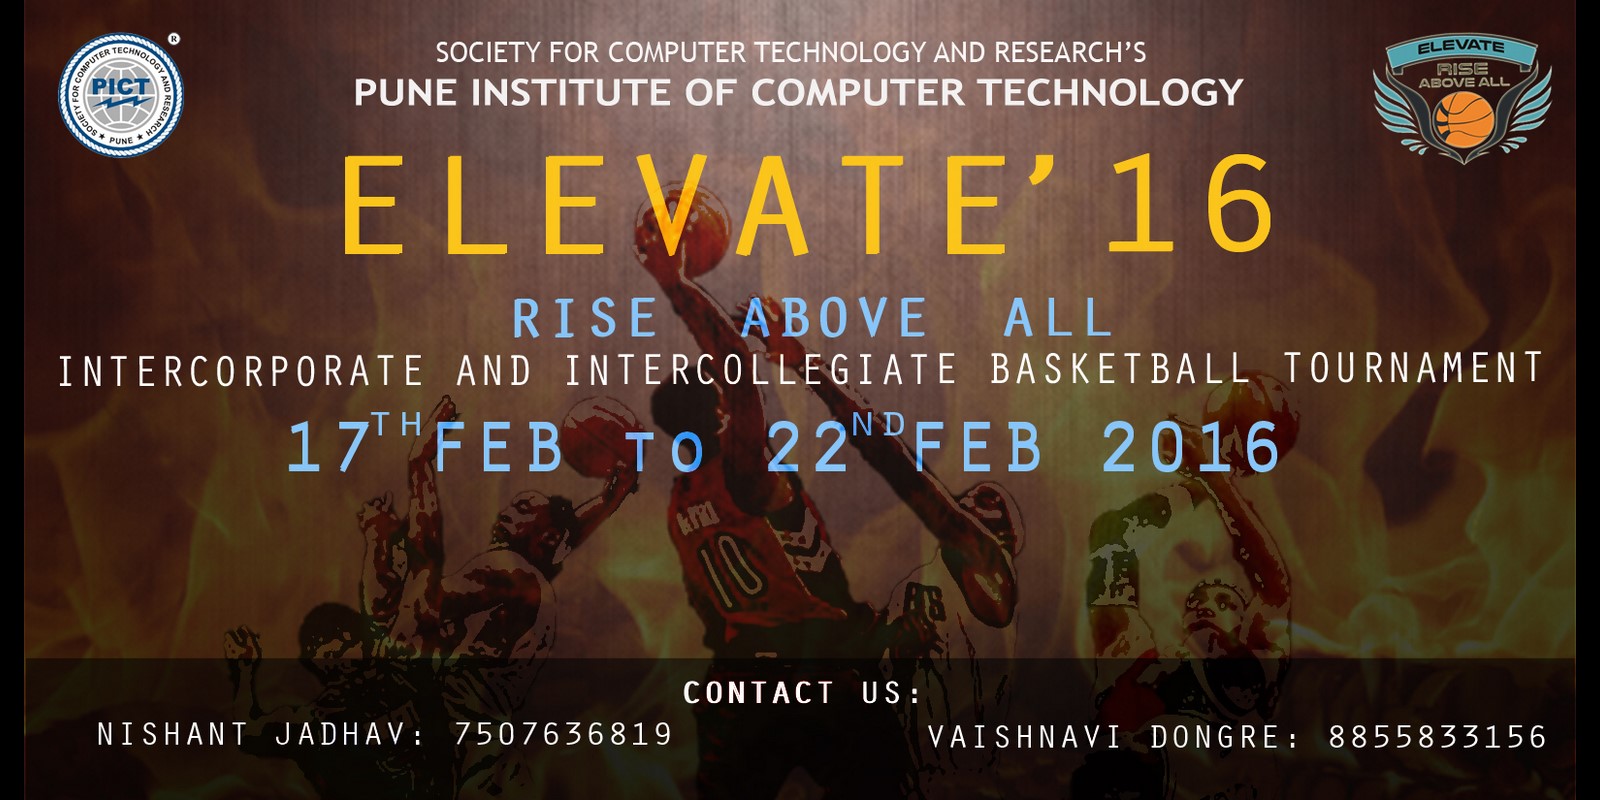 SOCIETY FOR COMPUTER TECHNOLOGY AND RESEARCH'S
PUNE INSTITUTE OF COMPUTER TECHNOLOGY
SOCIETY FOR COMPUTER TECHNOLOGY AND RESEARCH
PICT
★ PUNE ★
®
ELEVATE
RISE
ABOVE ALL
ELEVATE'16
RISE ABOVE ALL
INTERCORPORATE AND INTERCOLLEGIATE BASKETBALL TOURNAMENT
17TH FEB TO 22ND FEB 2016
10
CONTACT US:
NISHANT JADHAV: 7507636819
VAISHNAVI DONGRE: 8855833156